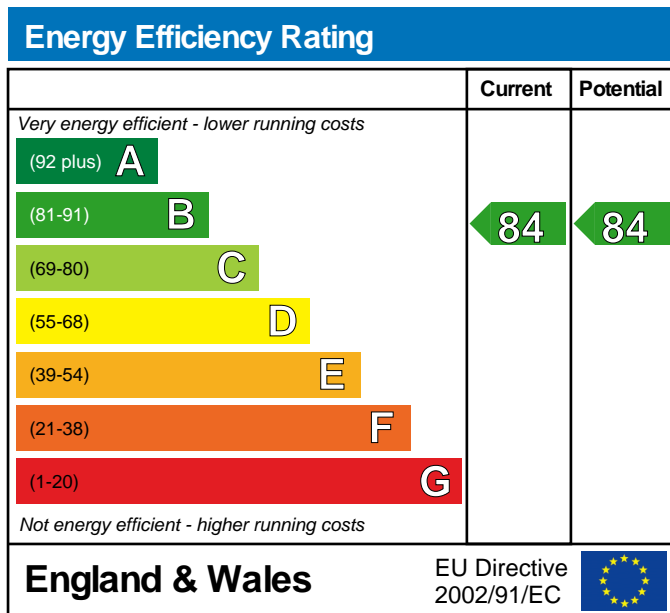 Energy Efficiency Rating
Current Potential
Very energy efficient - lower running costs
(92 plus) A
(81-91) B 84 84
(69-80) C
(55-68) D
(39-54) E
(21-38) F
(1-20) G
Not energy efficient - higher running costs
England & Wales
EU Directive
2002/91/EC